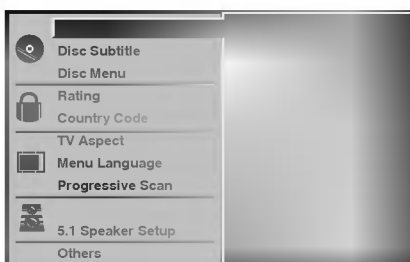 Disc Subtitle
Disc Menu
Rating
Country Code
TV Aspect
Menu Language
Progressive Scan
5.1 Speaker Setup
Others